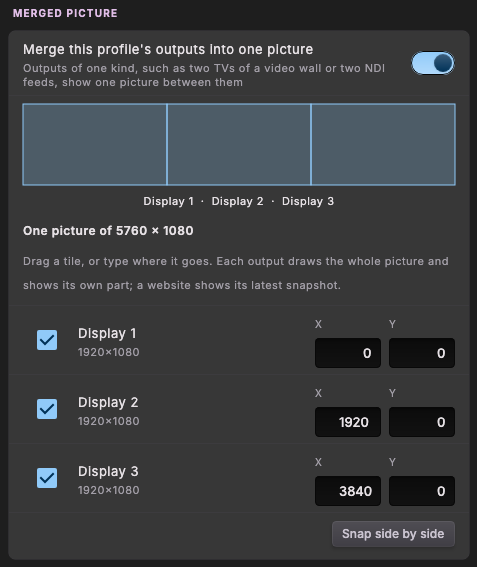 MERGED PICTURE
Merge this profile's outputs into one picture
Outputs of one kind, such as two TVs of a video wall or two NDI
feeds, show one picture between them
Display 1 · Display 2 · Display 3
One picture of 5760 × 1080
Drag a tile, or type where it goes. Each output draws the whole picture and
shows its own part; a website shows its latest snapshot.
X Y
Display 1
1920×1080
0 0
X Y
Display 2
1920×1080
1920 0
X Y
Display 3
1920×1080
3840 0
Snap side by side